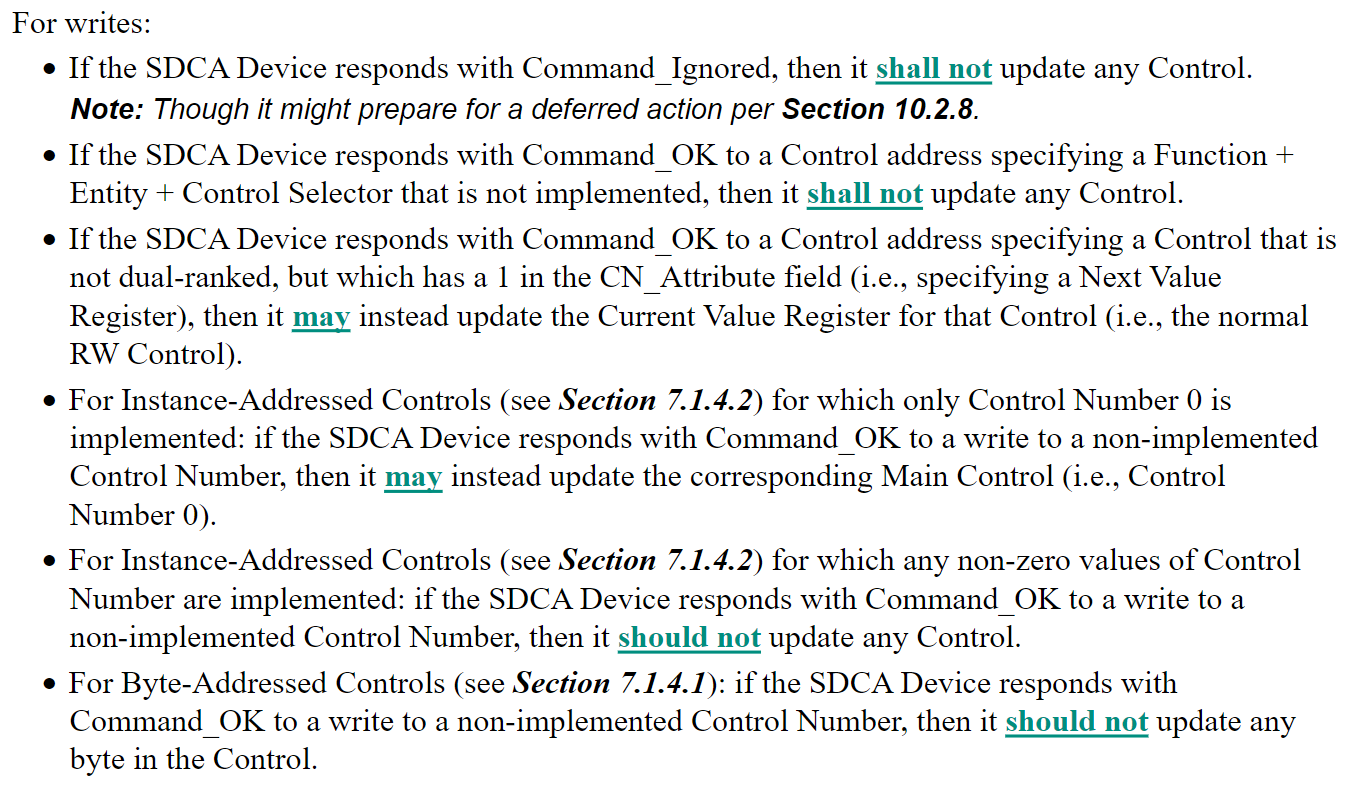 For writes:
• If the SDCA Device responds with Command_Ignored, then it shall not update any Control.
Note: Though it might prepare for a deferred action per Section 10.2.8.
• If the SDCA Device responds with Command_OK to a Control address specifying a Function +
Entity + Control Selector that is not implemented, then it shall not update any Control.
• If the SDCA Device responds with Command_OK to a Control address specifying a Control that is
not dual-ranked, but which has a 1 in the CN_Attribute field (i.e., specifying a Next Value
Register), then it may instead update the Current Value Register for that Control (i.e., the normal
RW Control).
• For Instance-Addressed Controls (see Section 7.1.4.2) for which only Control Number 0 is
implemented: if the SDCA Device responds with Command_OK to a write to a non-implemented
Control Number, then it may instead update the corresponding Main Control (i.e., Control
Number 0).
• For Instance-Addressed Controls (see Section 7.1.4.2) for which any non-zero values of Control
Number are implemented: if the SDCA Device responds with Command_OK to a write to a
non-implemented Control Number, then it should not update any Control.
• For Byte-Addressed Controls (see Section 7.1.4.1): if the SDCA Device responds with
Command_OK to a write to a non-implemented Control Number, then it should not update any
byte in the Control.